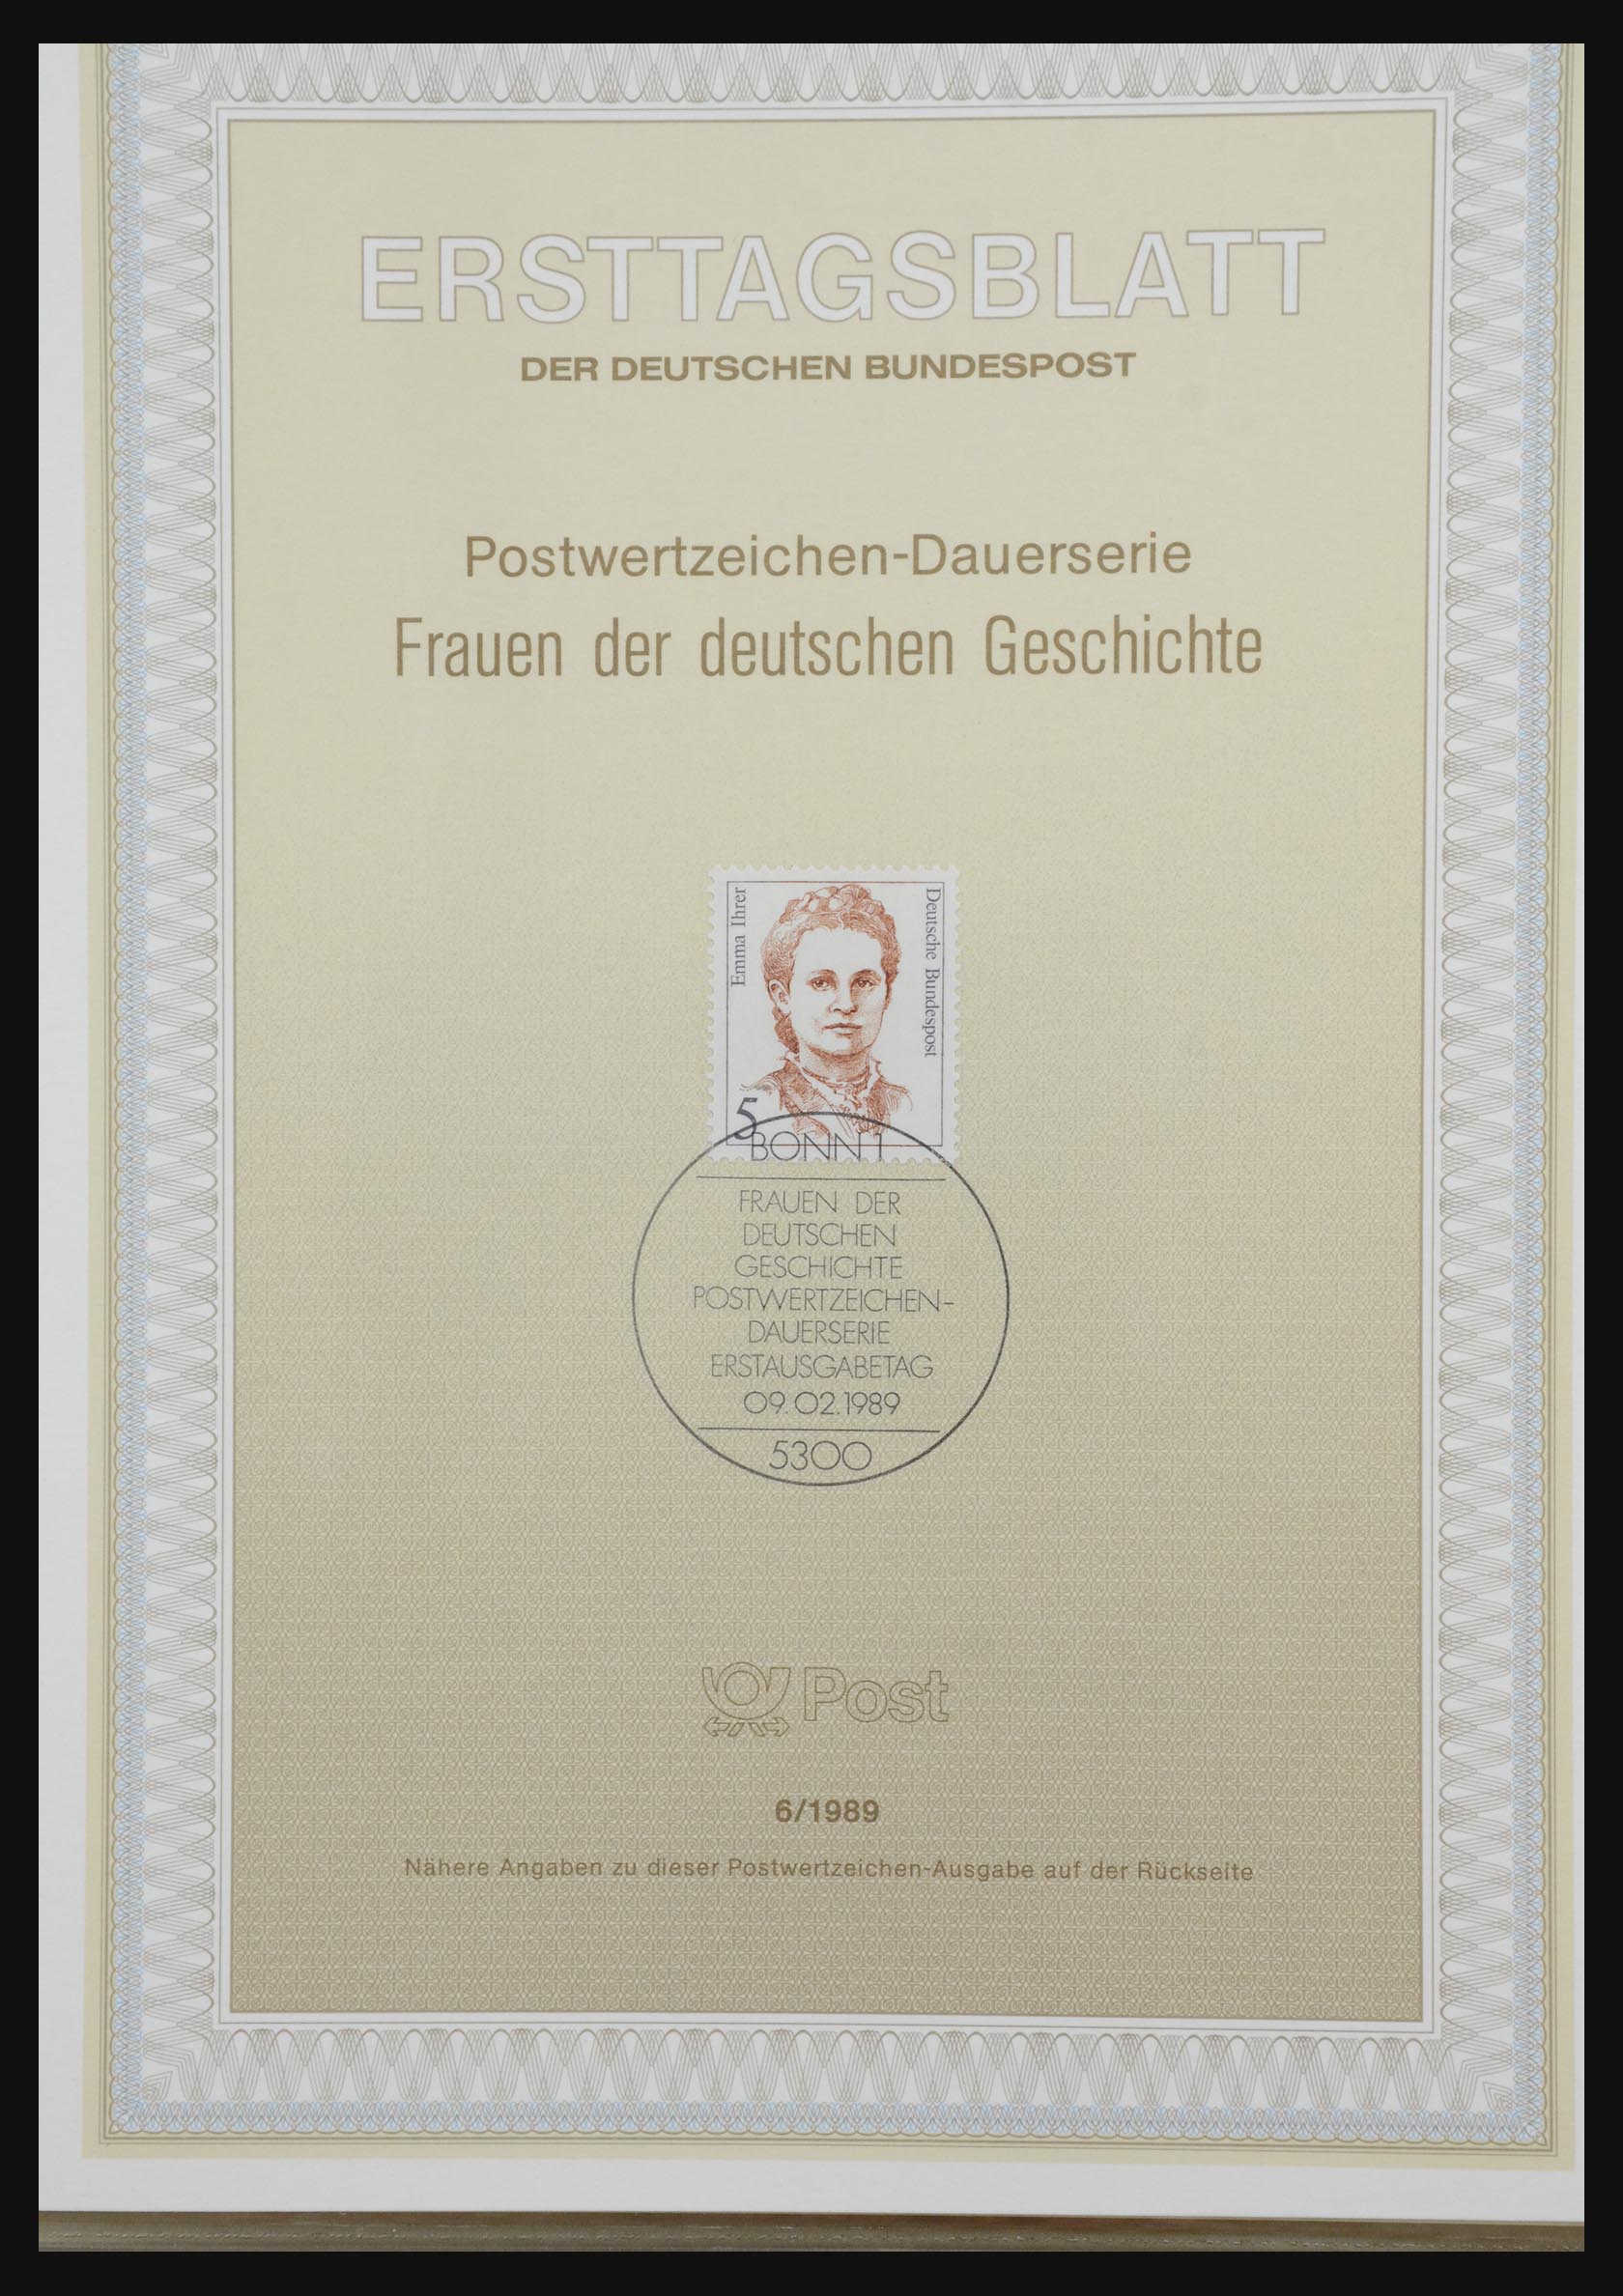 ERSTTAGSBLATT
DER DEUTSCHEN BUNDESPOST
Postwertzeichen-Dauerserie
Frauen der deutschen Geschichte
Emma Ihrer
Deutsche Bundespost
5
BONN 1
FRAUEN DER
DEUTSCHEN
GESCHICHTE
POSTWERTZEICHEN-
DAUERSERIE
ERSTAUSGABETAG
09.02.1989
5300
Post
6/1989
Nähere Angaben zu dieser Postwertzeichen-Ausgabe auf der Rückseite